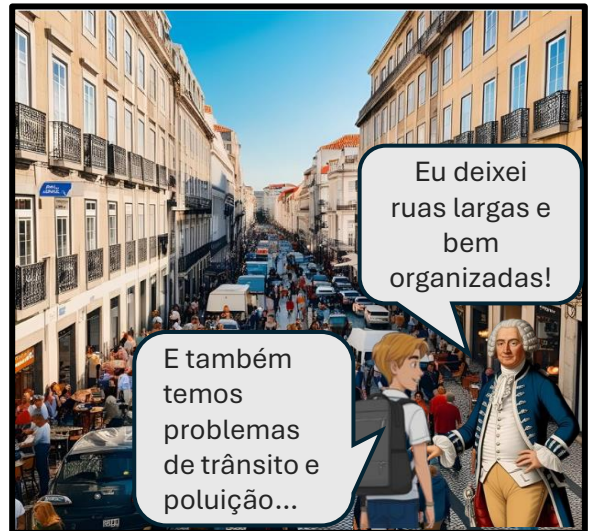 Eu deixei
ruas largas e
bem
organizadas!
E também
temos
problemas
de trânsito e
poluição...